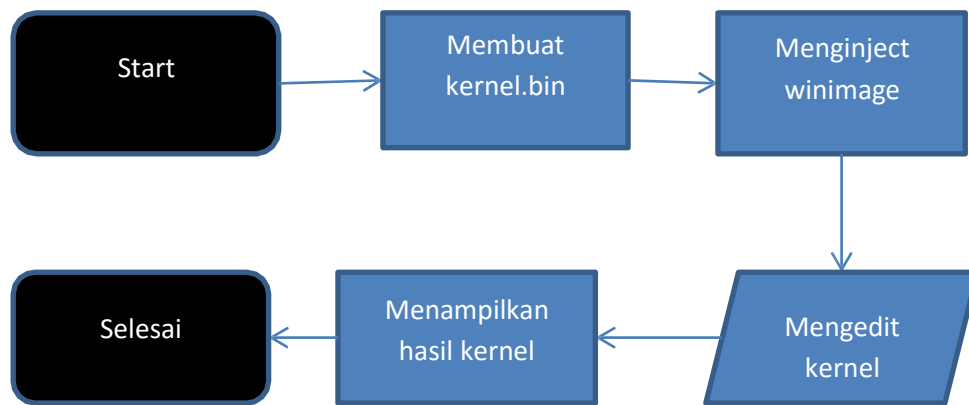 Start
Membuat
kernel.bin
Menginject
winimage
Mengedit
kernel
Menampilkan
hasil kernel
Selesai